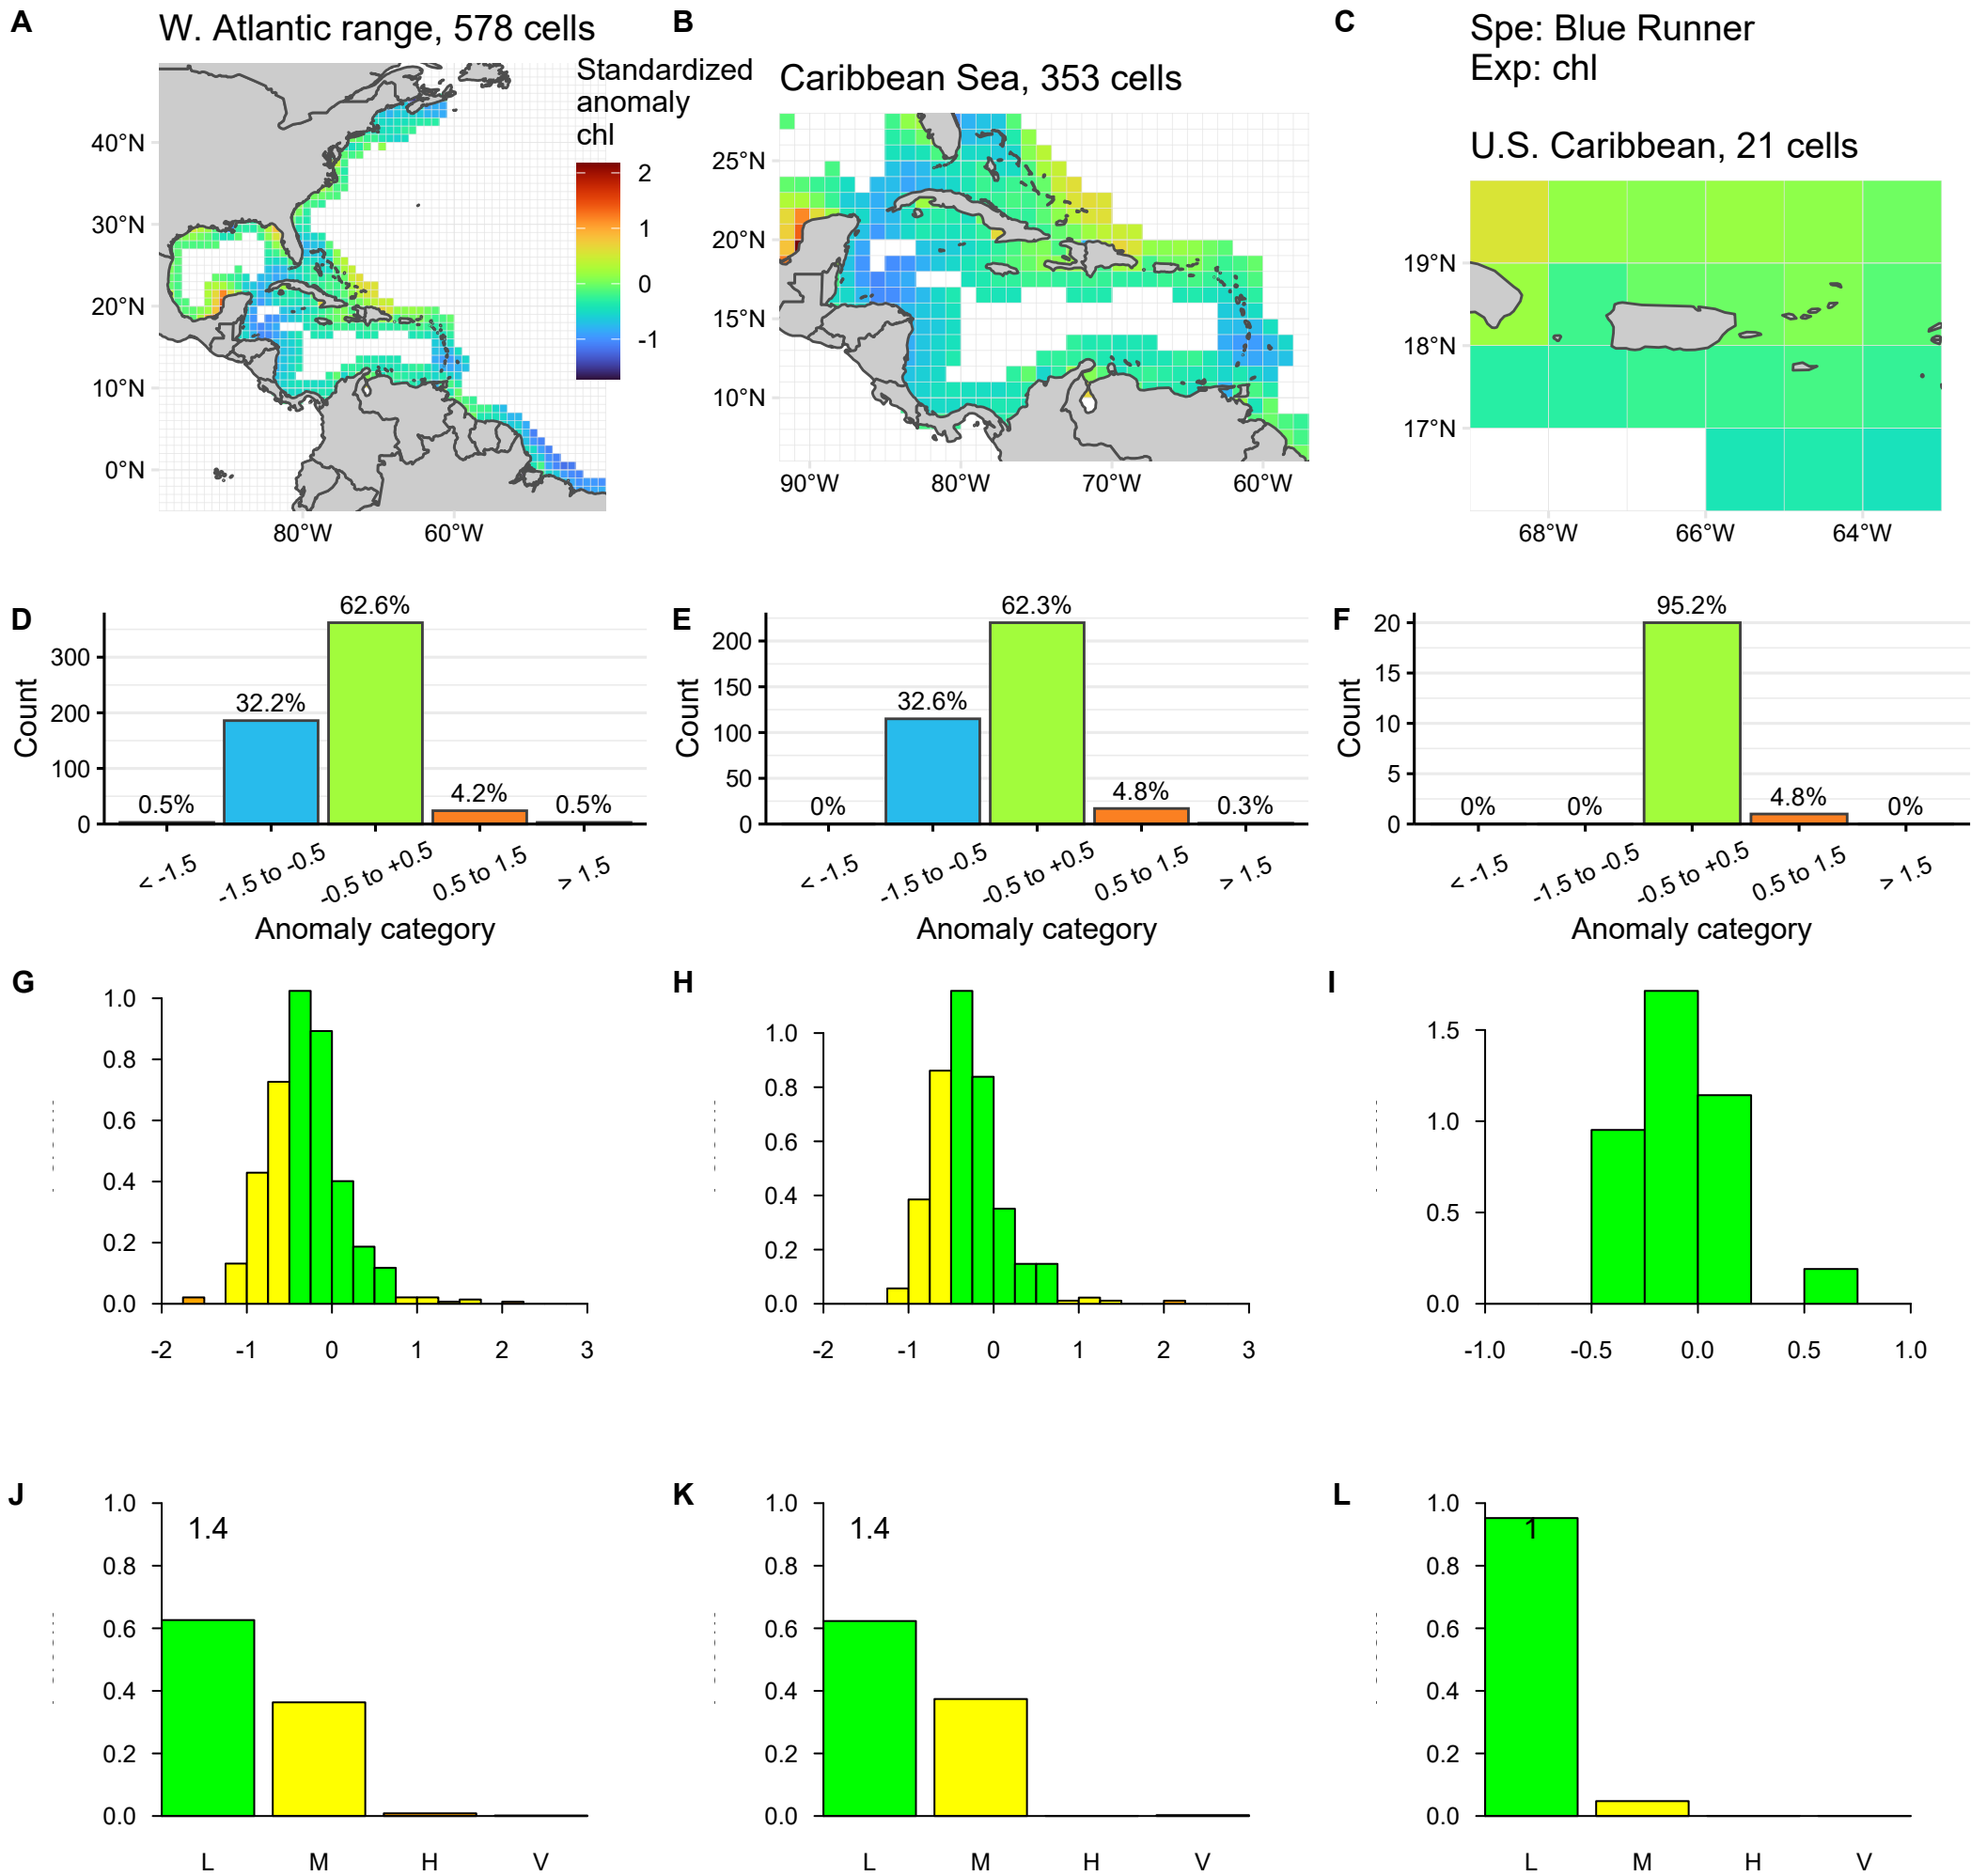 A
W. Atlantic range, 578 cells
Standardized
anomaly
chl
2
1
0
-1
40°N
30°N
20°N
10°N
0°N
80°W
60°W
B
Caribbean Sea, 353 cells
25°N
20°N
15°N
10°N
90°W
80°W
70°W
60°W
C
Spe: Blue Runner
Exp: chl
U.S. Caribbean, 21 cells
19°N
18°N
17°N
68°W
66°W
64°W
D
Count
300
200
100
0
0.5%
32.2%
62.6%
4.2%
0.5%
< -1.5
-1.5 to -0.5
-0.5 to +0.5
0.5 to 1.5
> 1.5
Anomaly category
E
Count
200
150
100
50
0
0%
32.6%
62.3%
4.8%
0.3%
< -1.5
-1.5 to -0.5
-0.5 to +0.5
0.5 to 1.5
> 1.5
Anomaly category
F
Count
20
15
10
5
0
0%
0%
95.2%
4.8%
0%
< -1.5
-1.5 to -0.5
-0.5 to +0.5
0.5 to 1.5
> 1.5
Anomaly category
G
1.0
0.8
0.6
0.4
0.2
0.0
-2
-1
0
1
2
3
H
1.0
0.8
0.6
0.4
0.2
0.0
-2
-1
0
1
2
3
I
1.5
1.0
0.5
0.0
-1.0
-0.5
0.0
0.5
1.0
J
1.0
0.8
0.6
0.4
0.2
0.0
1.4
L
M
H
V
K
1.0
0.8
0.6
0.4
0.2
0.0
1.4
L
M
H
V
L
1.0
0.8
0.6
0.4
0.2
0.0
1
L
M
H
V